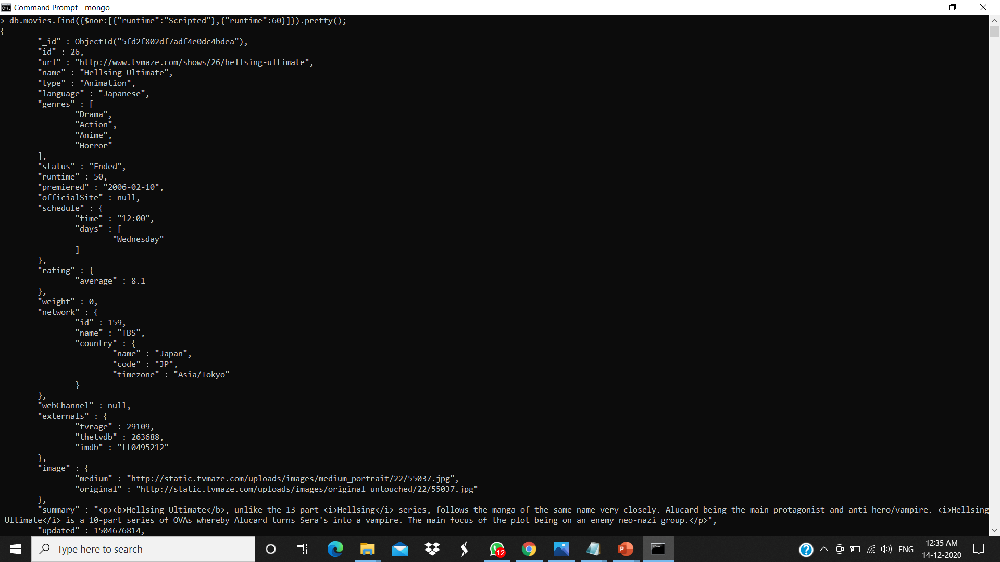 Command Prompt - mongo
> db.movies.find({$nor:[{"runtime":"Scripted"},{"runtime":60}]}).pretty();
{
"_id" : ObjectId("5fd2f802df7adf4e0dc4bdea"),
"id" : 26,
"url" : "http://www.tvmaze.com/shows/26/hellsing-ultimate",
"name" : "Hellsing Ultimate",
"type" : "Animation",
"language" : "Japanese",
"genres" : [
"Drama",
"Action",
"Anime",
"Horror"
],
"status" : "Ended",
"runtime" : 50,
"premiered" : "2006-02-10",
"officialSite" : null,
"schedule" : {
"time" : "12:00",
"days" : [
"Wednesday"
]
},
"rating" : {
"average" : 8.1
},
"weight" : 0,
"network" : {
"id" : 159,
"name" : "TBS",
"country" : {
"name" : "Japan",
"code" : "JP",
"timezone" : "Asia/Tokyo"
}
},
"webChannel" : null,
"externals" : {
"tvrage" : 29109,
"thetvdb" : 263688,
"imdb" : "tt0495212"
},
"image" : {
"medium" : "http://static.tvmaze.com/uploads/images/medium_portrait/22/55037.jpg",
"original" : "http://static.tvmaze.com/uploads/images/original_untouched/22/55037.jpg"
},
"summary" : "<p><b>Hellsing Ultimate</b>, unlike the 13-part <i>Hellsing</i> series, follows the manga of the same name very closely. Alucard being the main protagonist and anti-hero/vampire. <i>Hellsing
Ultimate</i> is a 10-part series of OVAs whereby Alucard turns Sera's into a vampire. The main focus of the plot being on an enemy neo-nazi group.</p>",
"updated" : 1504676814,
Type here to search
12
P
ENG
12:35 AM
14-12-2020